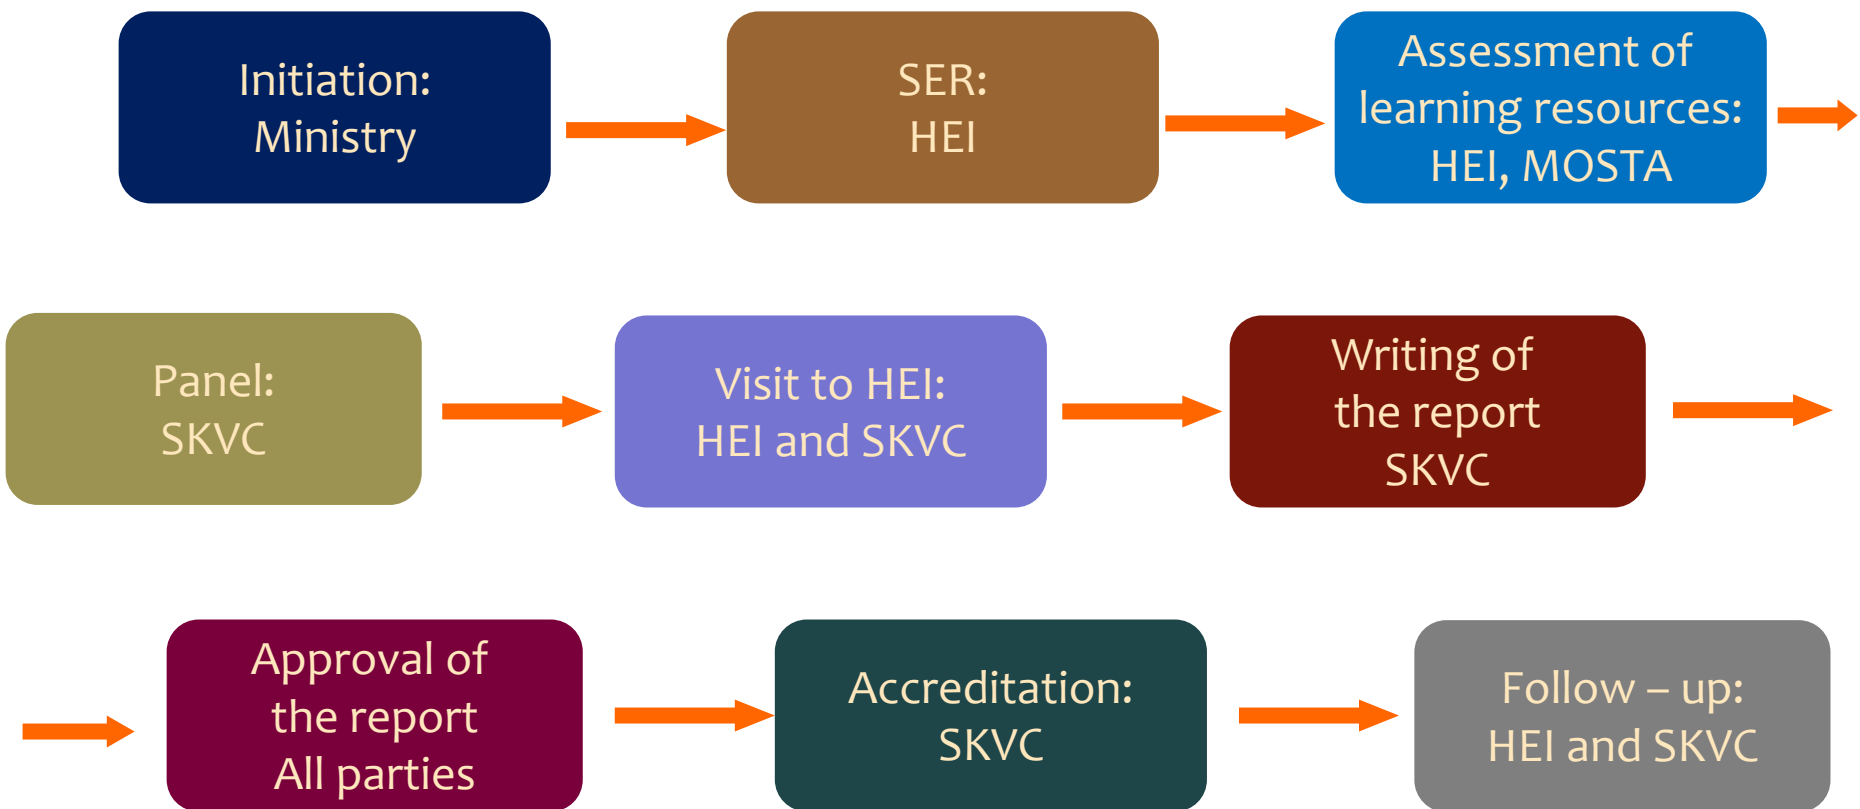 Initiation:
Ministry
SER:
HEI
Assessment of
learning resources:
HEI, MOSTA
Panel:
SKVC
Visit to HEI:
HEI and SKVC
Writing of
the report
SKVC
Approval of
the report
All parties
Accreditation:
SKVC
Follow – up:
HEI and SKVC